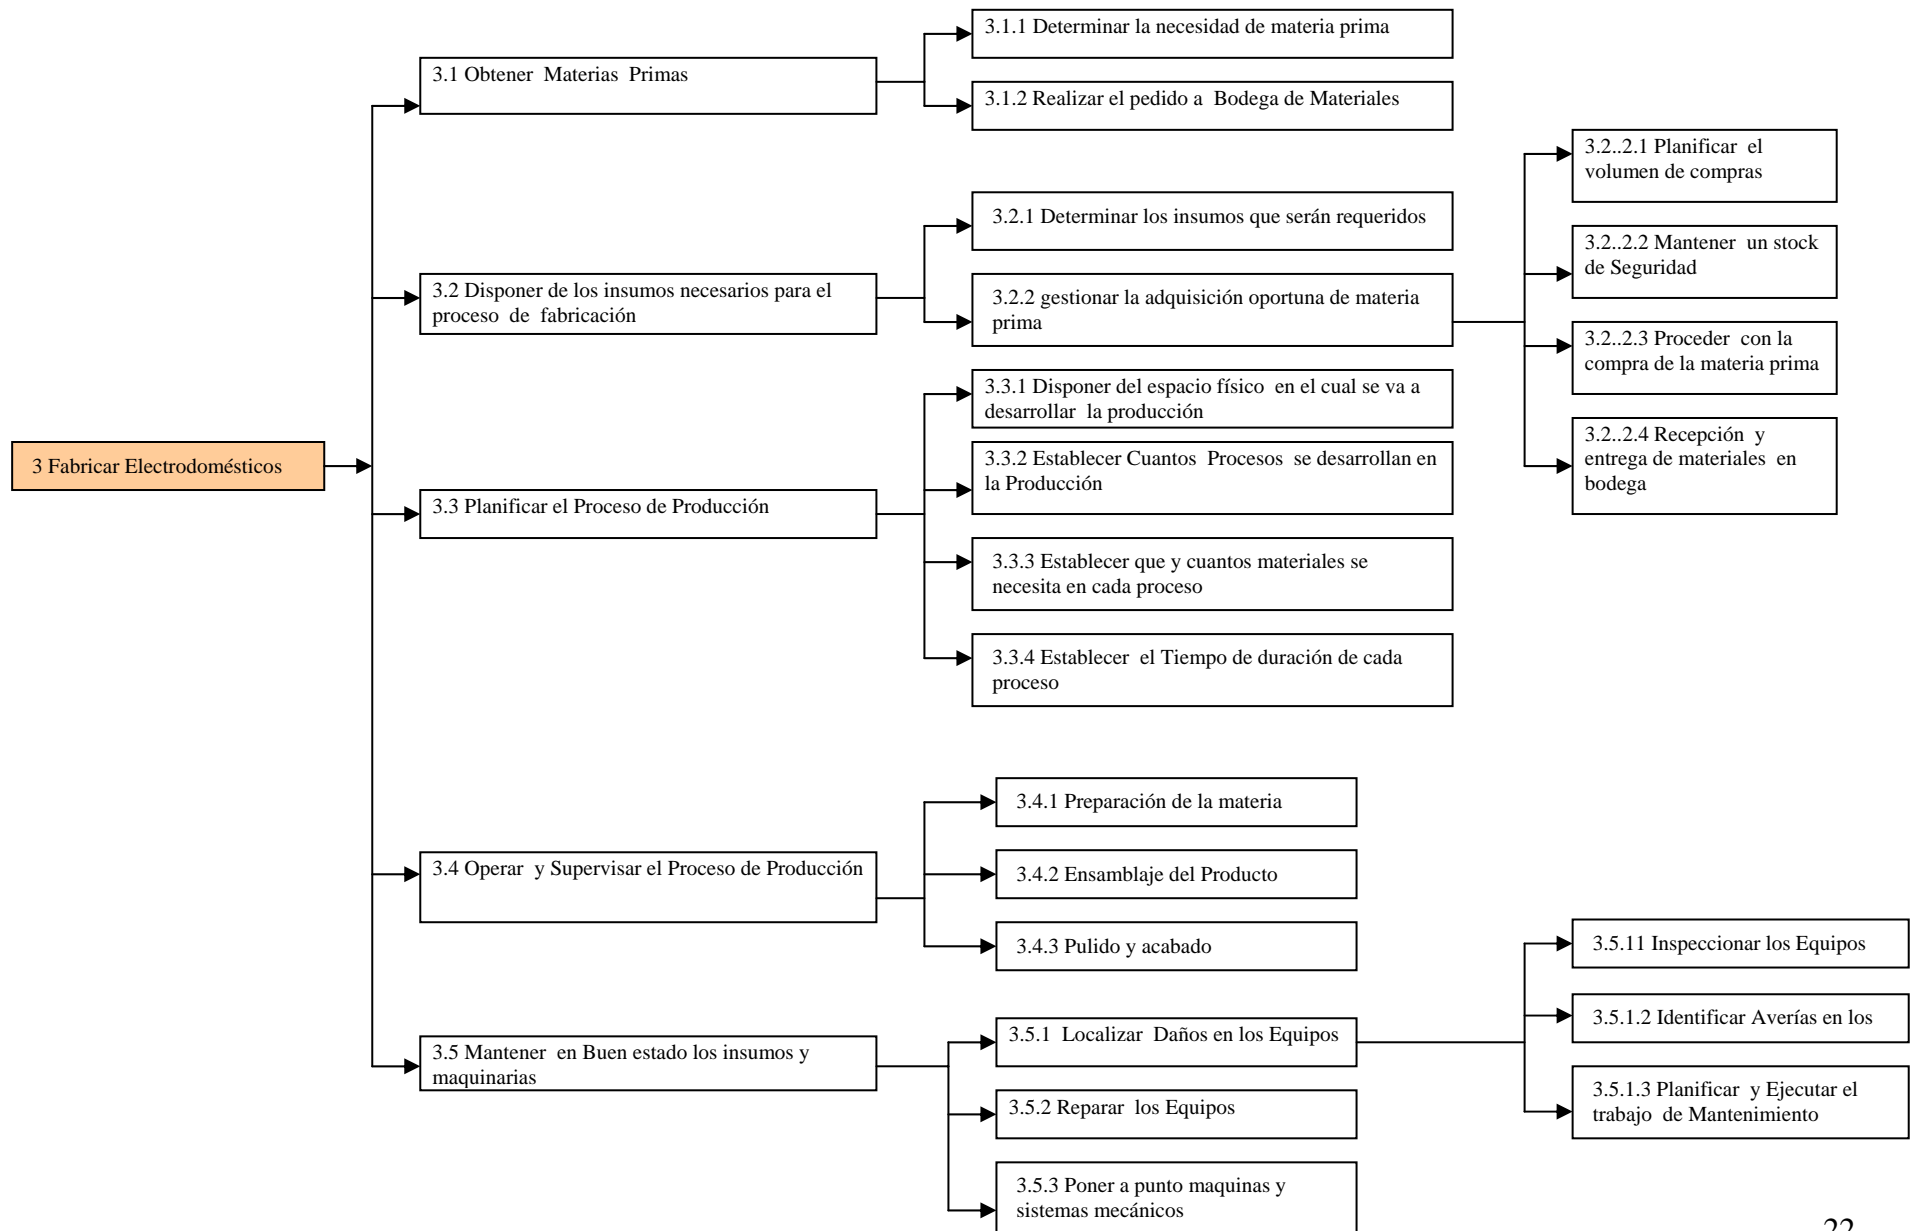 3 Fabricar Electrodomésticos
3.1 Obtener Materias Primas
3.1.1 Determinar la necesidad de materia prima
3.1.2 Realizar el pedido a Bodega de Materiales
3.2 Disponer de los insumos necesarios para el
proceso de fabricación
3.2.1 Determinar los insumos que serán requeridos
3.2.2 gestionar la adquisición oportuna de materia
prima
3.2..2.1 Planificar el
volumen de compras
3.2..2.2 Mantener un stock
de Seguridad
3.2..2.3 Proceder con la
compra de la materia prima
3.2..2.4 Recepción y
entrega de materiales en
bodega
3.3 Planificar el Proceso de Producción
3.3.1 Disponer del espacio físico en el cual se va a
desarrollar la producción
3.3.2 Establecer Cuantos Procesos se desarrollan en
la Producción
3.3.3 Establecer que y cuantos materiales se
necesita en cada proceso
3.3.4 Establecer el Tiempo de duración de cada
proceso
3.4 Operar y Supervisar el Proceso de Producción
3.4.1 Preparación de la materia
3.4.2 Ensamblaje del Producto
3.4.3 Pulido y acabado
3.5 Mantener en Buen estado los insumos y
maquinarias
3.5.1 Localizar Daños en los Equipos
3.5.11 Inspeccionar los Equipos
3.5.1.2 Identificar Averías en los
3.5.1.3 Planificar y Ejecutar el
trabajo de Mantenimiento
3.5.2 Reparar los Equipos
3.5.3 Poner a punto maquinas y
sistemas mecánicos
22